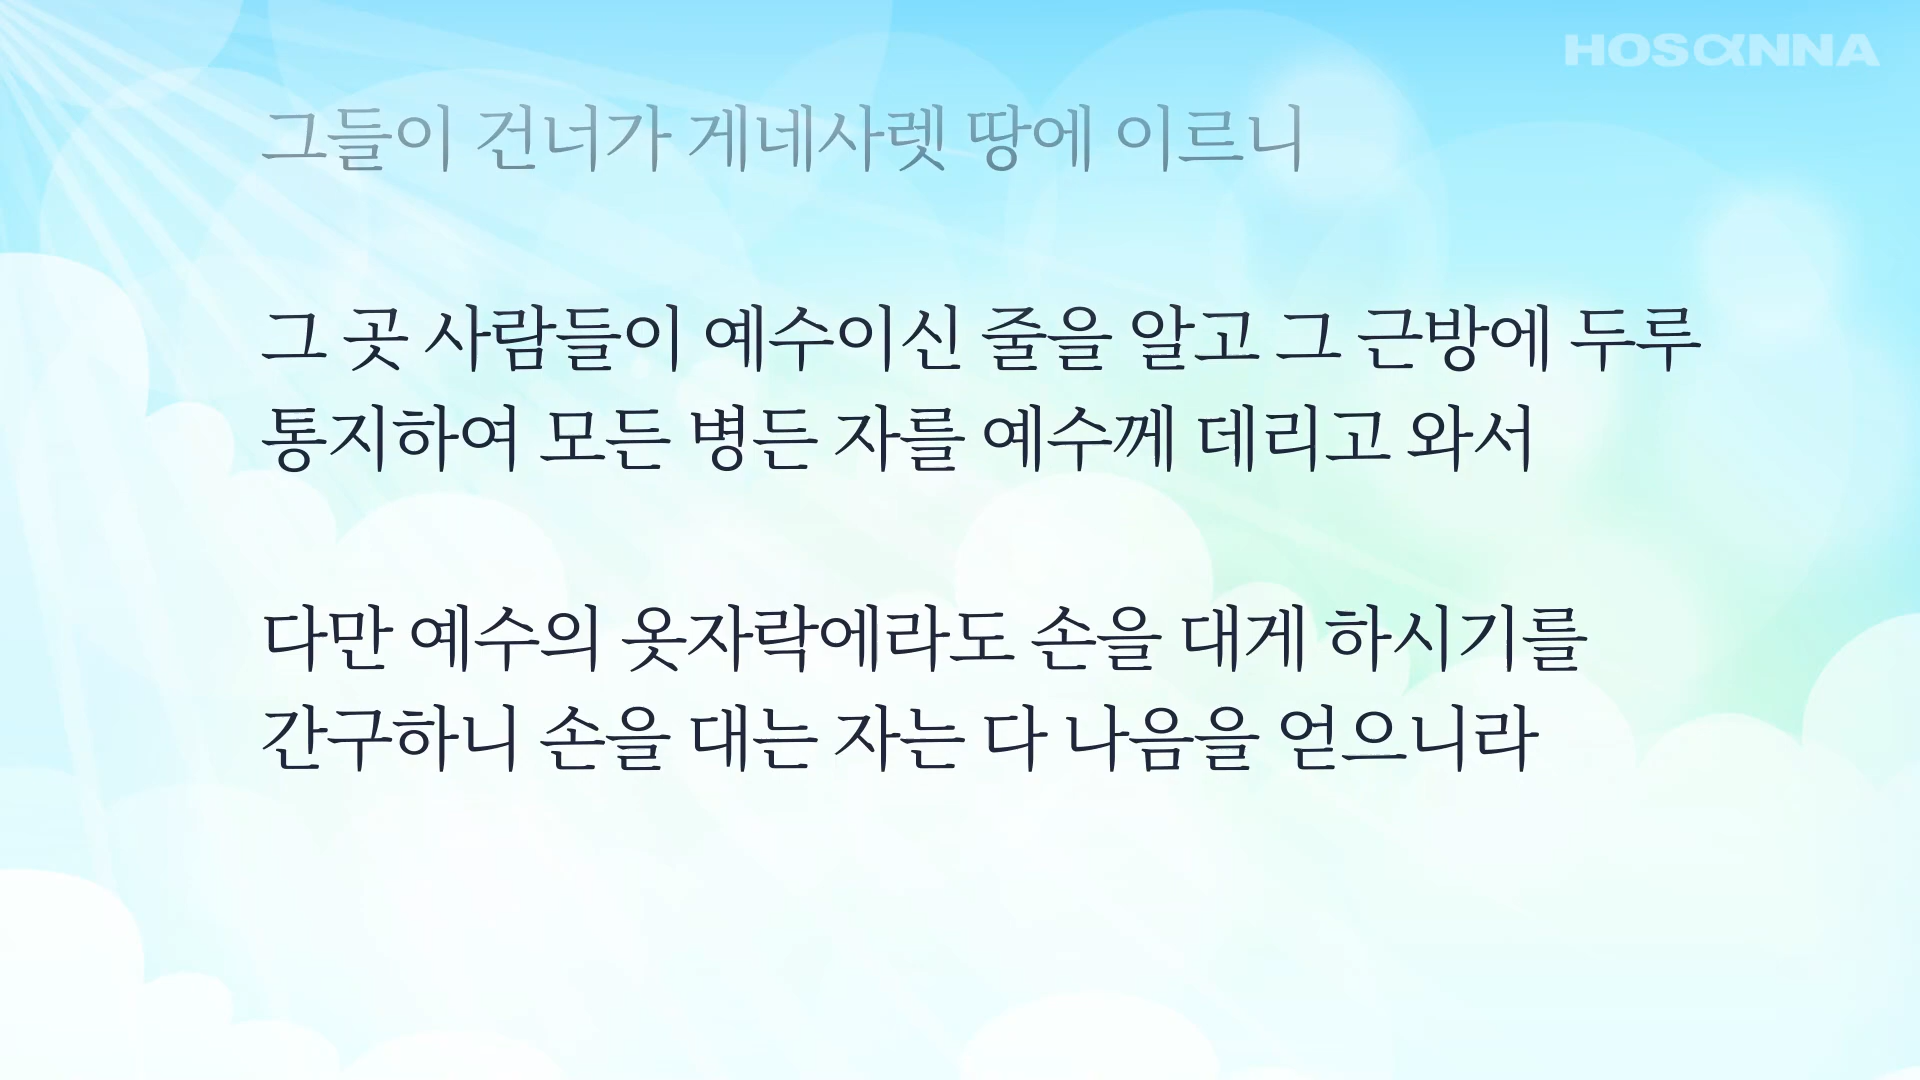 HOSANNA
그들이 건너가 게네사렛 땅에 이르니
그 곳 사람들이 예수이신 줄을 알고 그 근방에 두루
통지하여 모든 병든 자를 예수께 데리고 와서
다만 예수의 옷자락에라도 손을 대게 하시기를
간구하니 손을 대는 자는 다 나음을 얻으니라